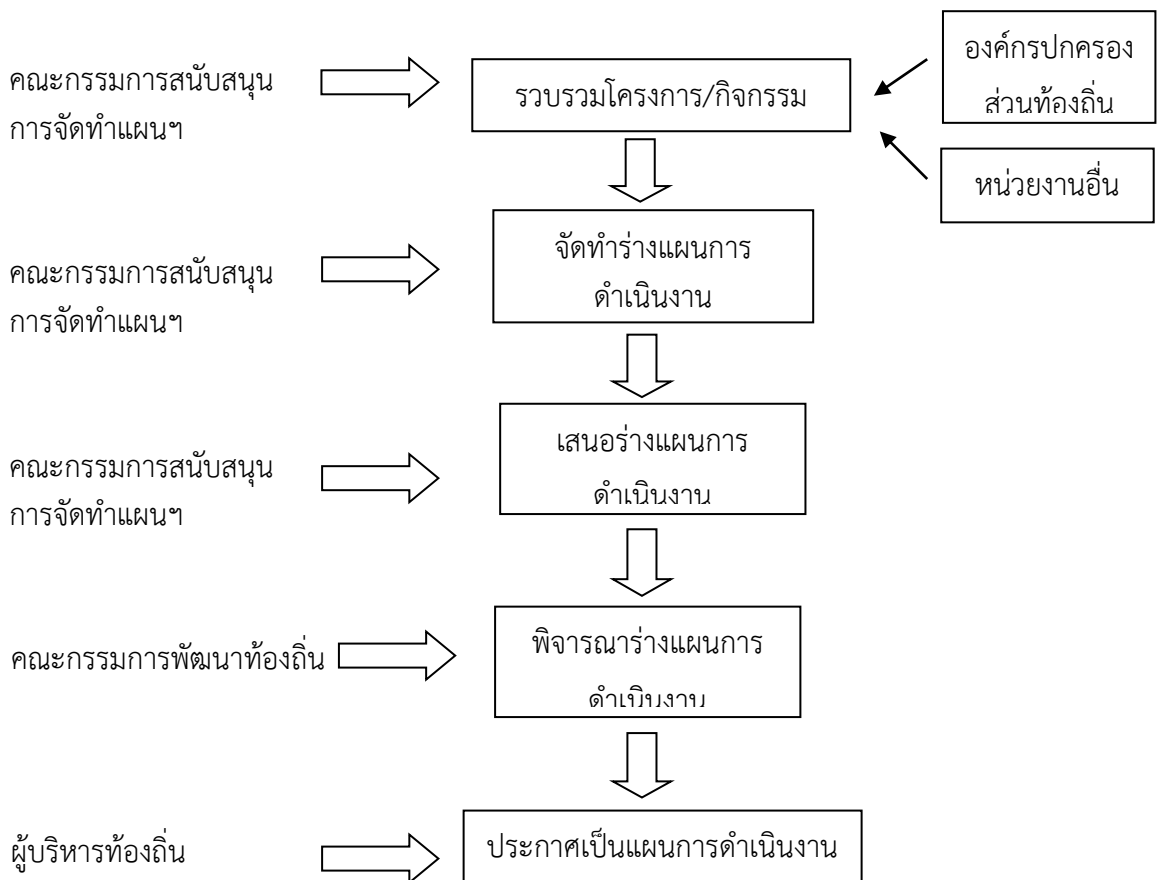 องค์กรปกครอง
ส่วนท้องถิ่น
คณะกรรมการสนับสนุน
การจัดทำแผนฯ
รวบรวมโครงการ/กิจกรรม
หน่วยงานอื่น
คณะกรรมการสนับสนุน
การจัดทำแผนฯ
จัดทำร่างแผนการ
ดำเนินงาน
คณะกรรมการสนับสนุน
การจัดทำแผนฯ
เสนอร่างแผนการ
ดำเนินงาน
คณะกรรมการพัฒนาท้องถิ่น
พิจารณาร่างแผนการ
ดำเนินงาน
ผู้บริหารท้องถิ่น
ประกาศเป็นแผนการดำเนินงาน